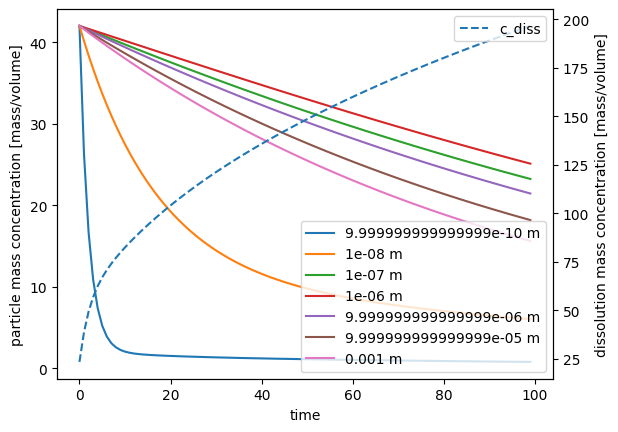 particle mass concentration [mass/volume]
40
30
20
10
0
0
20
40
60
80
100
time
200
175
150
125
100
75
50
25
dissolution mass concentration [mass/volume]
c_diss
9.999999999999999e-10 m
1e-08 m
1e-07 m
1e-06 m
9.999999999999999e-06 m
9.999999999999999e-05 m
0.001 m